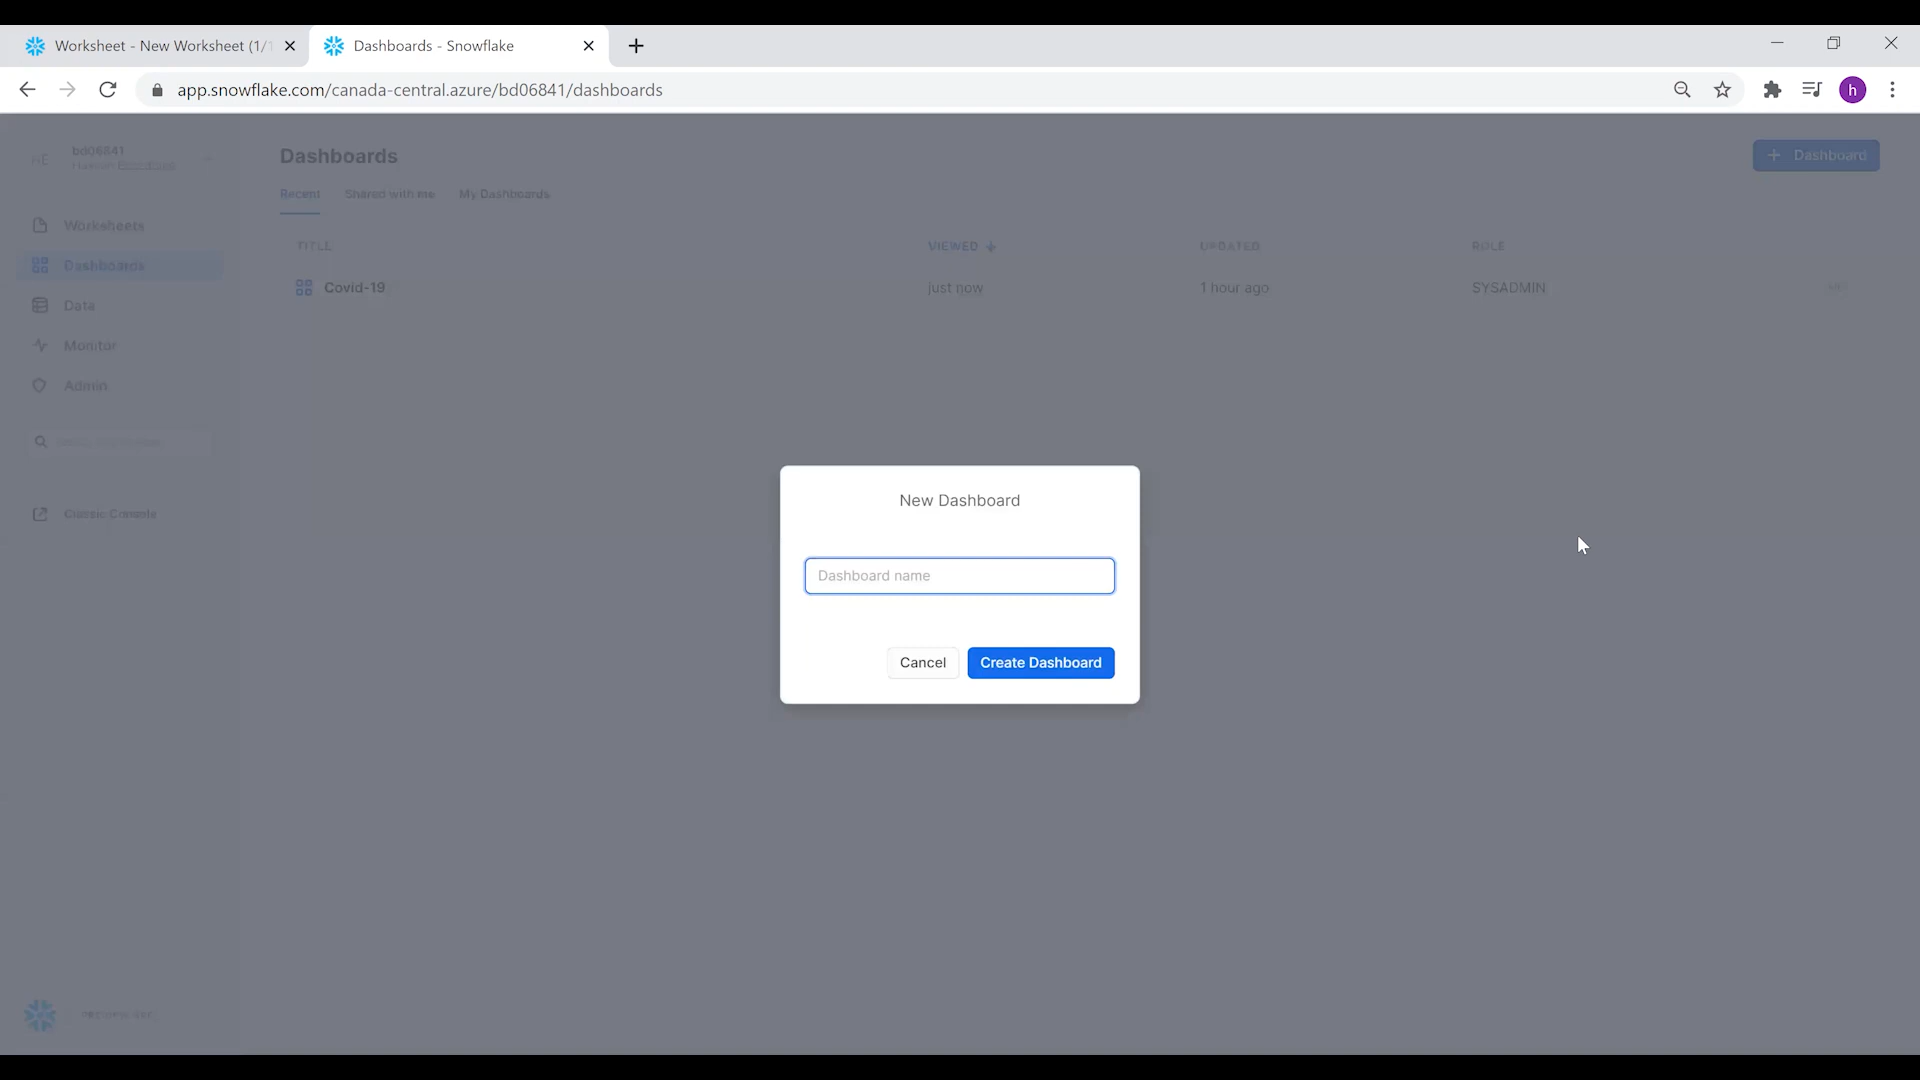 Worksheet - New Worksheet (1/1
Dashboards - Snowflake
app.snowflake.com/canada-central.azure/bd06841/dashboards
h
HE
bd06841
Dashboards
+ Dashboard
Recent
Shared with me
My Dashboards
Worksheets
Dashboards
Data
Monitor
Admin
Classic Console
TITLE
VIEWED
UPDATED
ROLE
Covid-19
just now
1 hour ago
SYSADMIN
New Dashboard
Dashboard name
Cancel
Create Dashboard